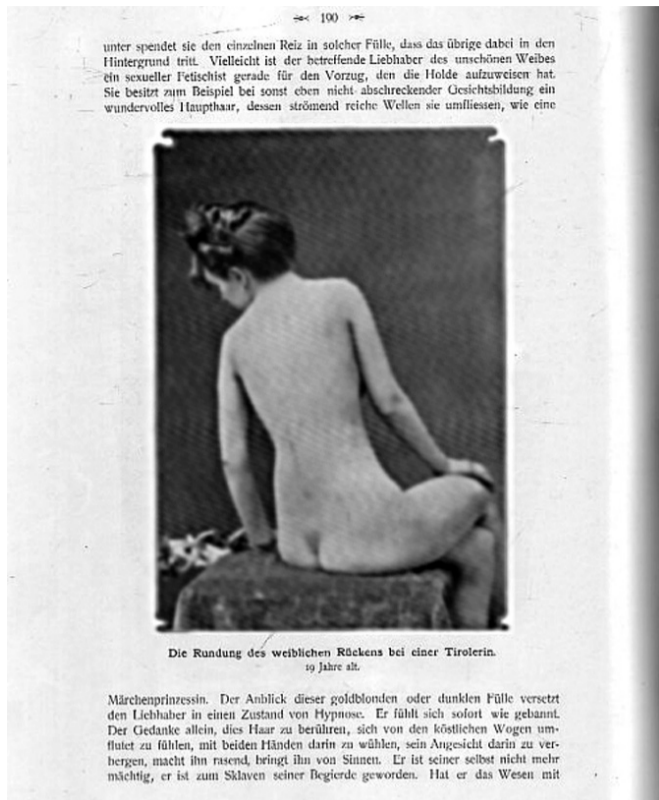 190
unter spendet sie den einzelnen Reiz in solcher Fülle, dass das übrige dabei in den
Hintergrund tritt. Vielleicht ist der betreffende Liebhaber des unschönen Weibes
ein sexueller Fetischist gerade für den Vorzug, den die Holde aufzuweisen hat.
Sie besitzt zum Beispiel bei sonst eben nicht abschreckender Gesichtsbildung ein
wundervolles Haupthaar, dessen strömend reiche Wellen sie umfliessen, wie eine
Die Rundung des weiblichen Rückens bei einer Tirolerin.
19 Jahre alt.
Märchenprinzessin. Der Anblick dieser goldblonden oder dunklen Fülle versetzt
den Liebhaber in einen Zustand von Hypnose. Er fühlt sich sofort wie gebannt.
Der Gedanke allein, dies Haar zu berühren, sich von den köstlichen Wogen um-
flutet zu fühlen, mit beiden Händen darin zu wühlen, sein Angesicht darin zu ver-
bergen, macht ihn rasend, bringt ihn von Sinnen. Er ist seiner selbst nicht mehr
mächtig, er ist zum Sklaven seiner Begierde geworden. Hat er das Wesen mit